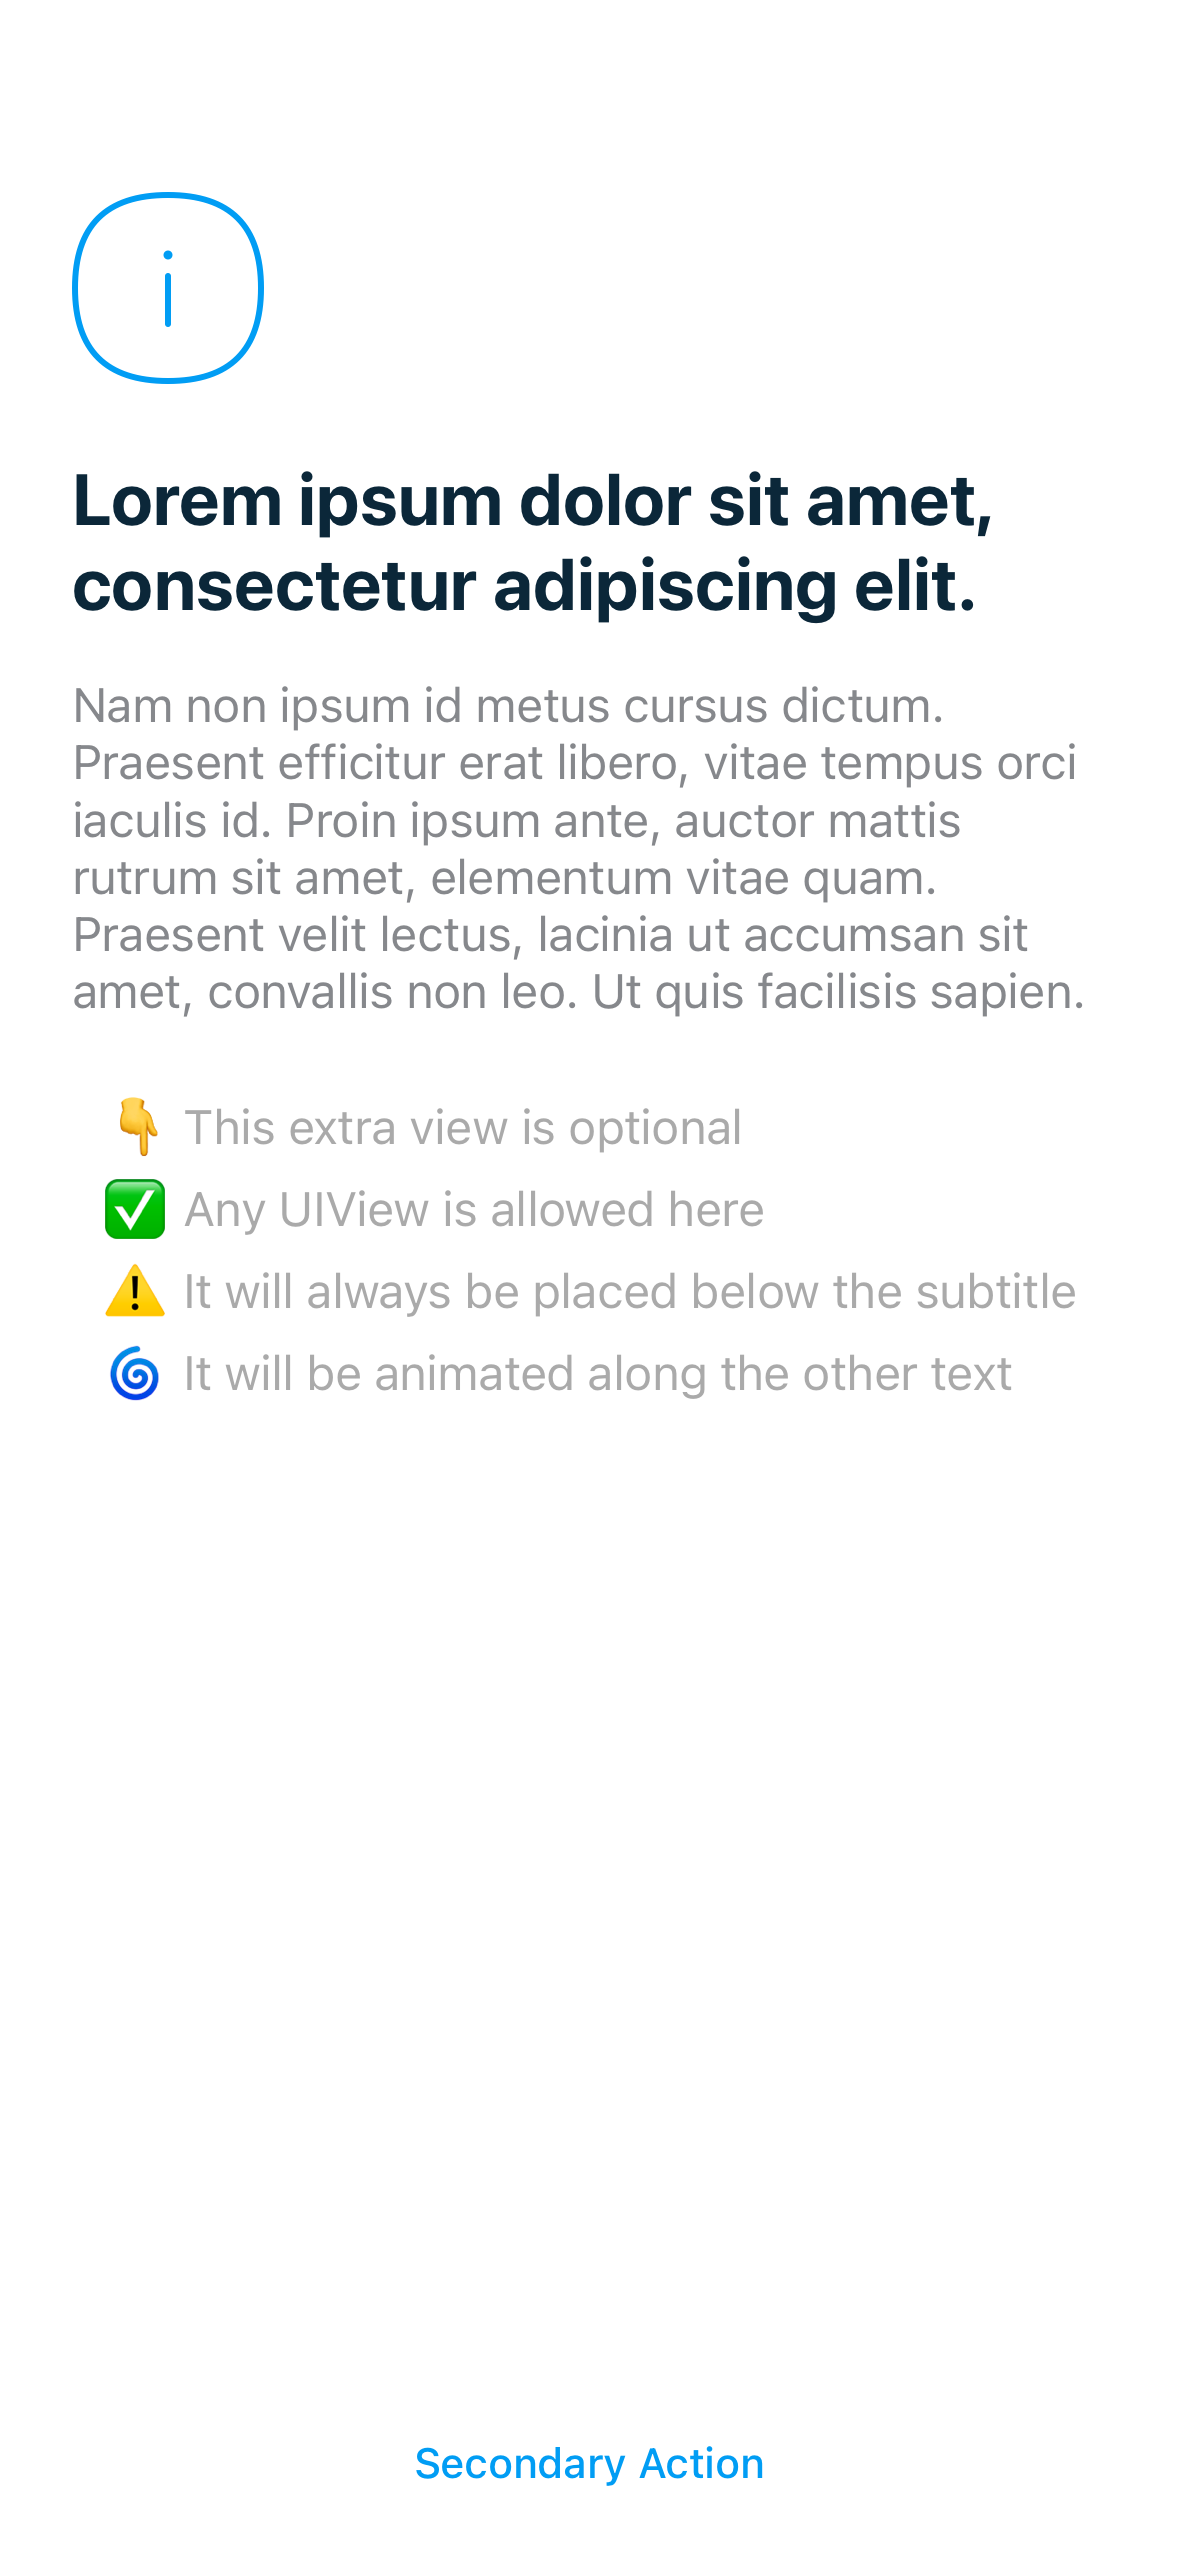 Lorem ipsum dolor sit amet,
consectetur adipiscing elit.
Nam non ipsum id metus cursus dictum.
Praesent efficitur erat libero, vitae tempus orci
iaculis id. Proin ipsum ante, auctor mattis
rutrum sit amet, elementum vitae quam.
Praesent velit lectus, lacinia ut accumsan sit
amet, convallis non leo. Ut quis facilisis sapien.
👇 This extra view is optional
✅ Any UIView is allowed here
⚠️ It will always be placed below the subtitle
🌀 It will be animated along the other text
Secondary Action